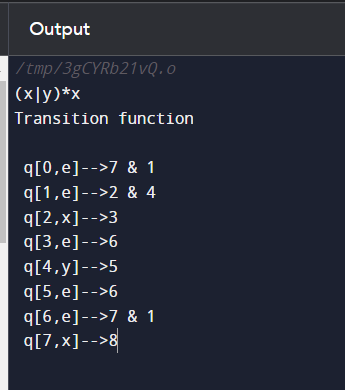 Output
/tmp/3gCYRb21vQ.o
(x|y)*x
Transition function
q[0,e]-->7 & 1
q[1,e]-->2 & 4
q[2,x]-->3
q[3,e]-->6
q[4,y]-->5
q[5,e]-->6
q[6,e]-->7 & 1
q[7,x]-->8